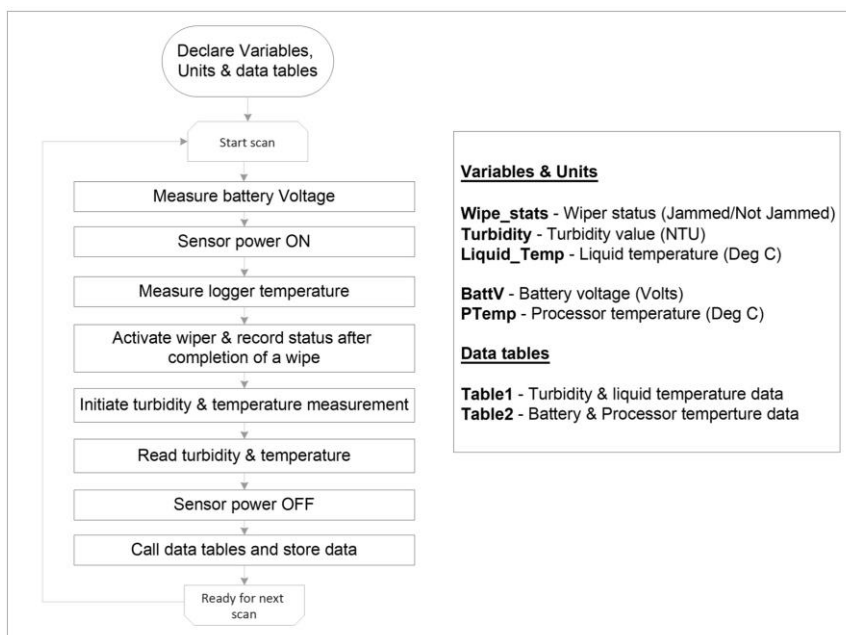 Declare Variables,
Units & data tables
Start scan
Measure battery Voltage
Sensor power ON
Measure logger temperature
Activate wiper & record status after
completion of a wipe
Initiate turbidity & temperature measurement
Read turbidity & temperature
Sensor power OFF
Call data tables and store data
Ready for next
scan
Variables & Units
Wipe_stats - Wiper status (Jammed/Not Jammed)
Turbidity - Turbidity value (NTU)
Liquid_Temp - Liquid temperature (Deg C)
BattV - Battery voltage (Volts)
PTemp - Processor temperature (Deg C)
Data tables
Table1 - Turbidity & liquid temperature data
Table2 - Battery & Processor temperture data